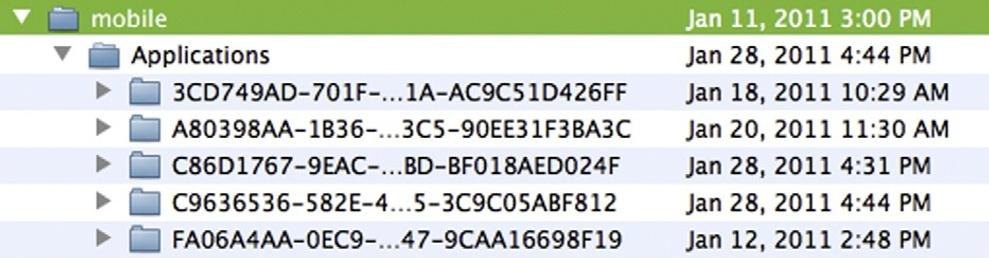 mobile Jan 11, 2011 3:00 PM
Applications Jan 28, 2011 4:44 PM
3CD749AD-701F-...1A-AC9C51D426FF Jan 18, 2011 10:29 AM
A80398AA-1B36-...3C5-90EE31F3BA3C Jan 20, 2011 11:30 AM
C86D1767-9EAC-...BD-BF018AED024F Jan 28, 2011 4:31 PM
C9636536-582E-4...5-3C9C05ABF812 Jan 28, 2011 4:44 PM
FA06A4AA-0EC9-...47-9CAA16698F19 Jan 12, 2011 2:48 PM